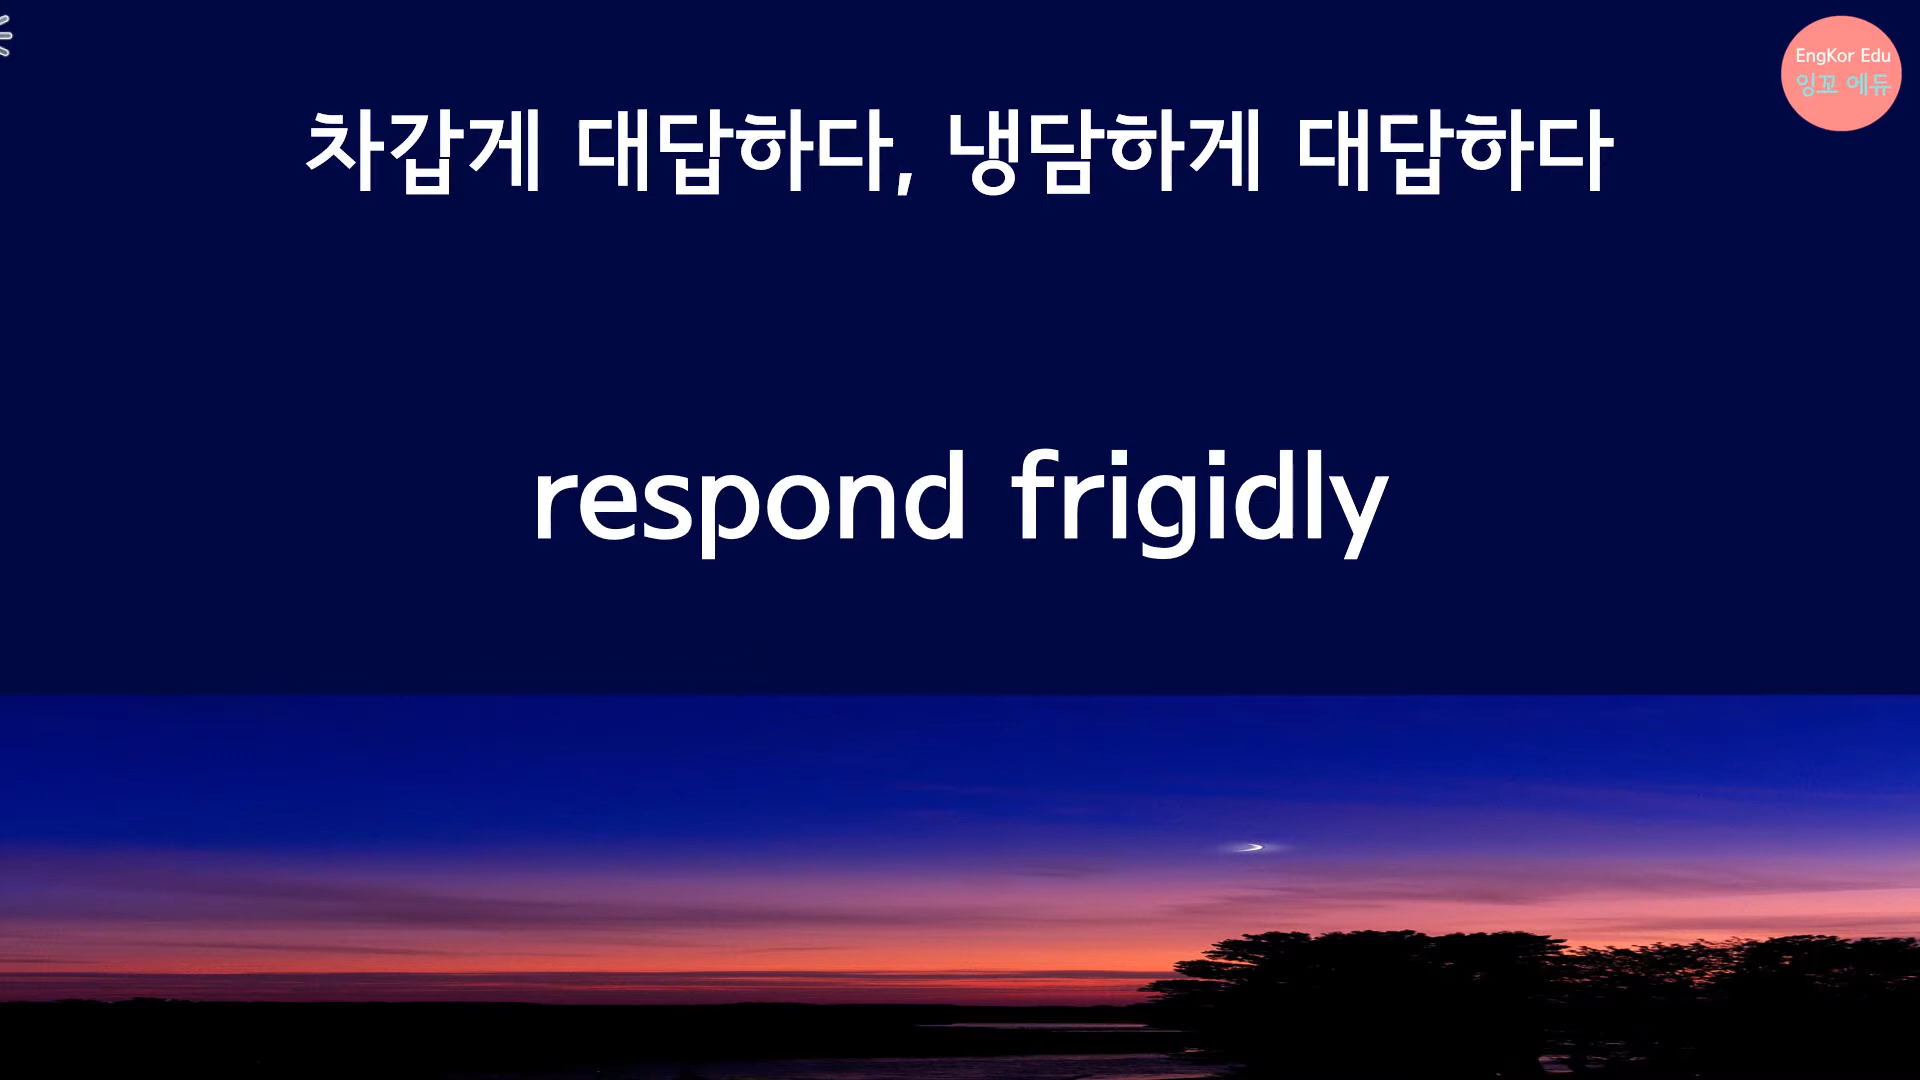 EngKor Edu
잉꼬 에듀
차갑게 대답하다, 냉담하게 대답하다
respond frigidly